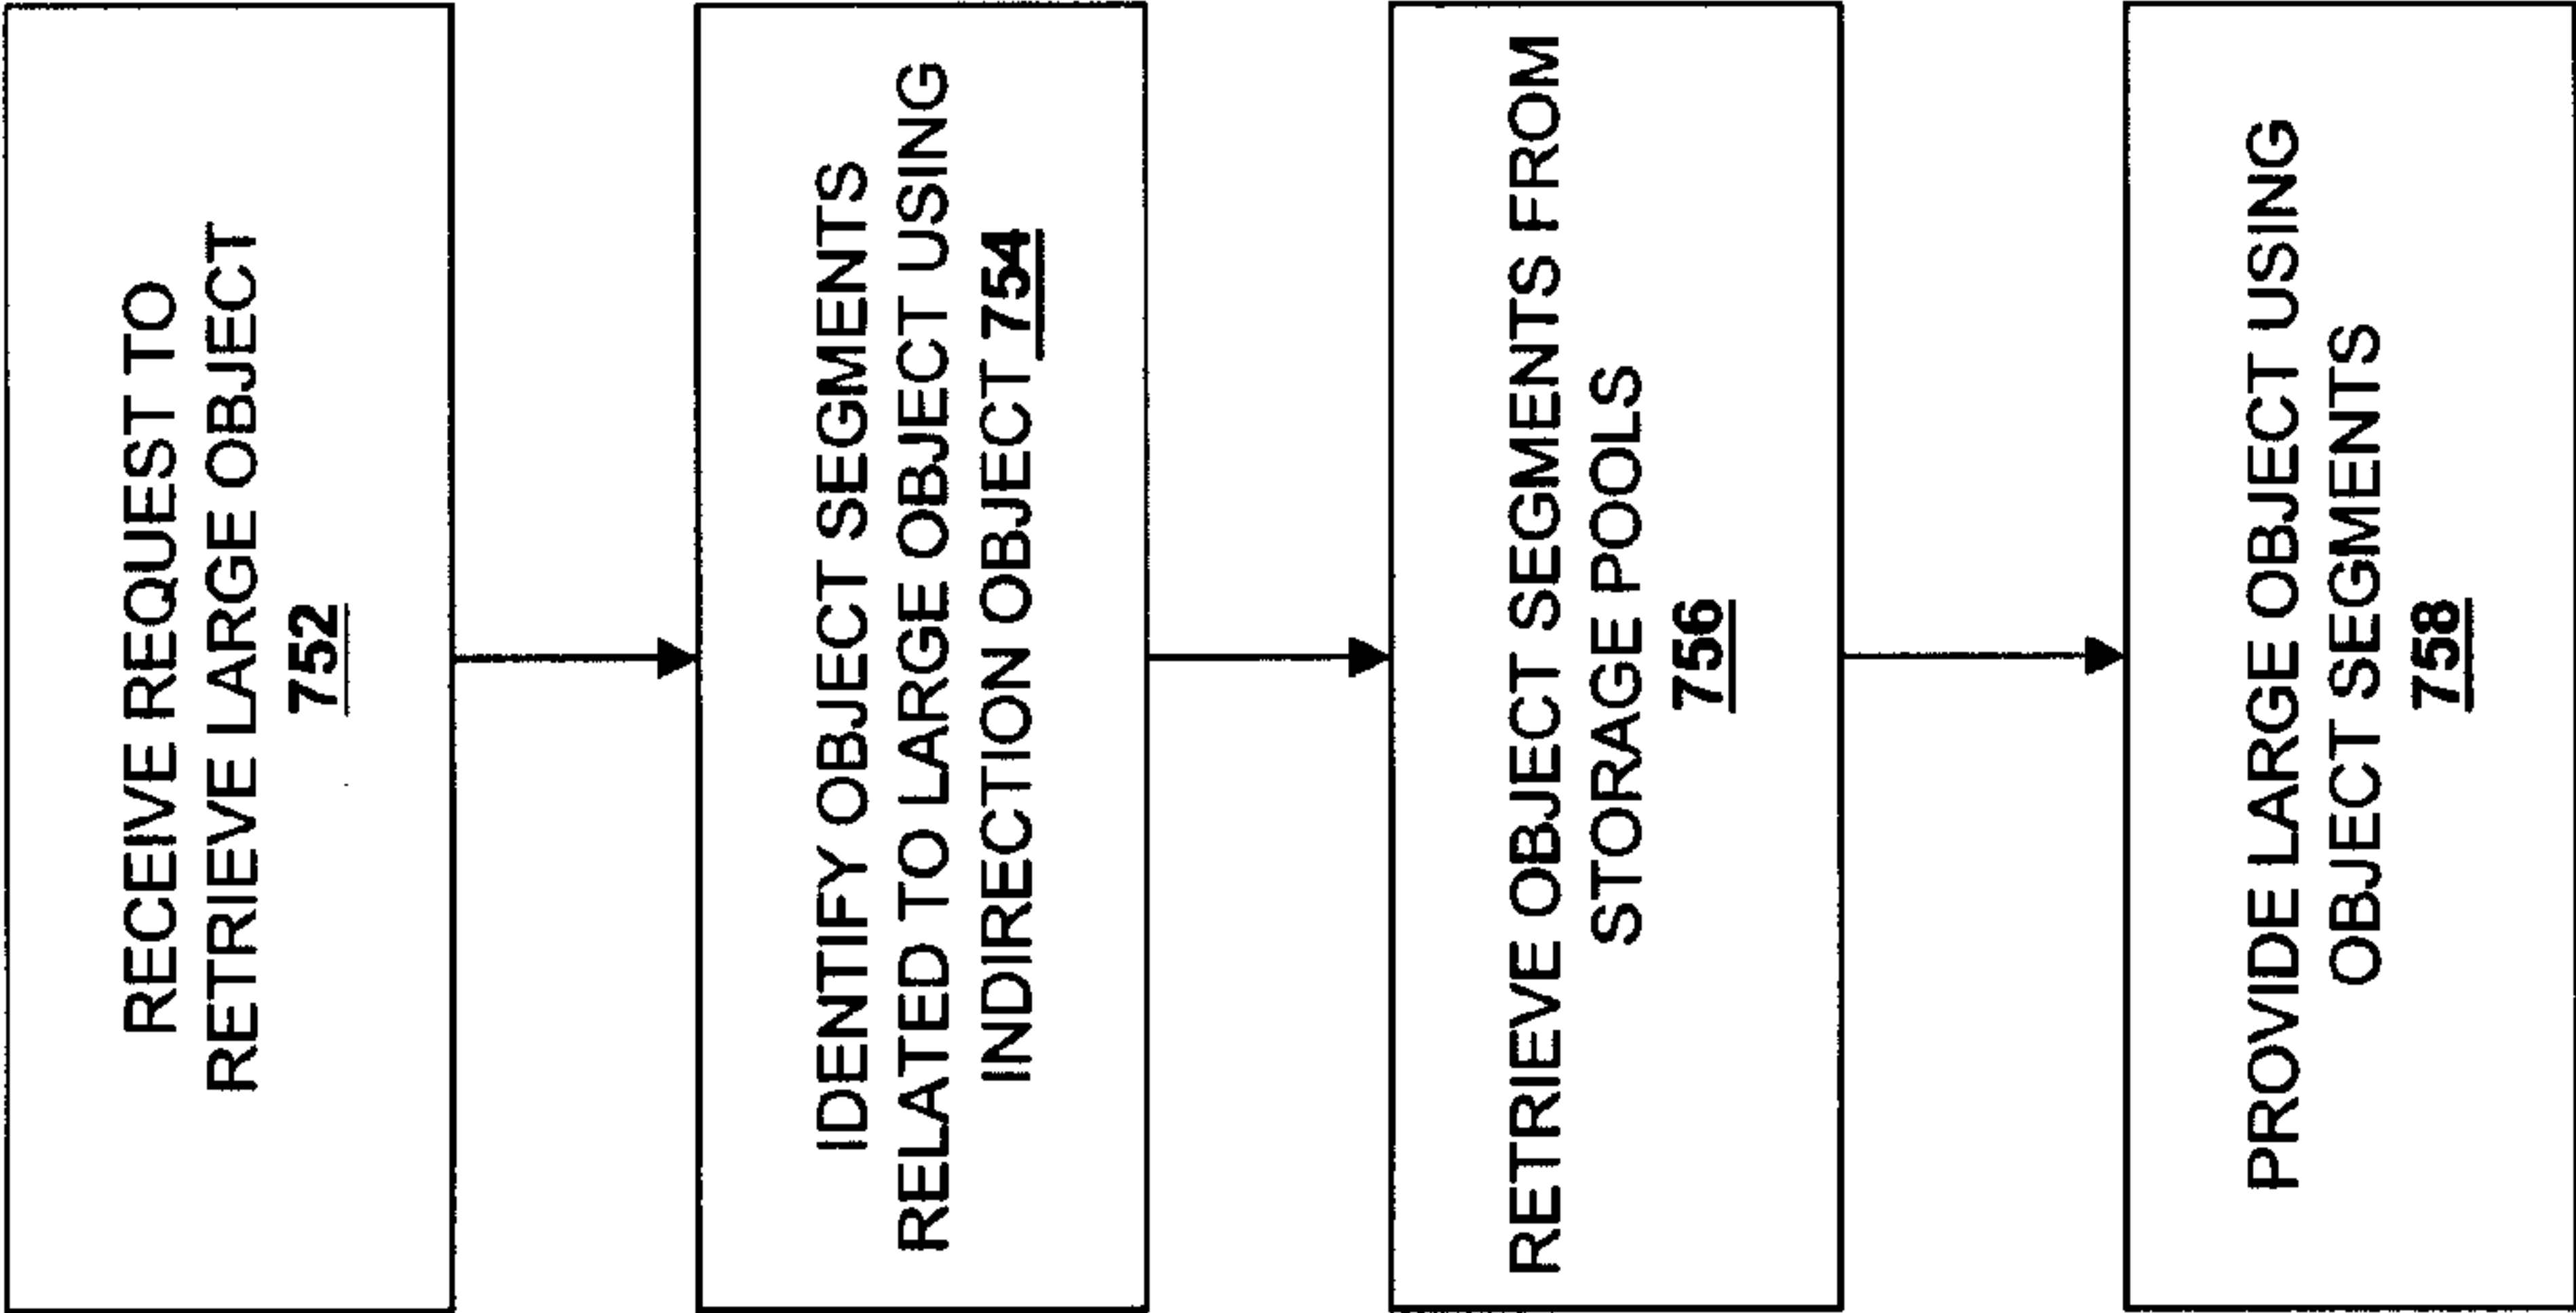 RECEIVE REQUEST TO
RETRIEVE LARGE OBJECT
752
IDENTIFY OBJECT SEGMENTS
RELATED TO LARGE OBJECT USING
INDIRECTION OBJECT 754
RETRIEVE OBJECT SEGMENTS FROM
STORAGE POOLS
756
PROVIDE LARGE OBJECT USING
OBJECT SEGMENTS
758